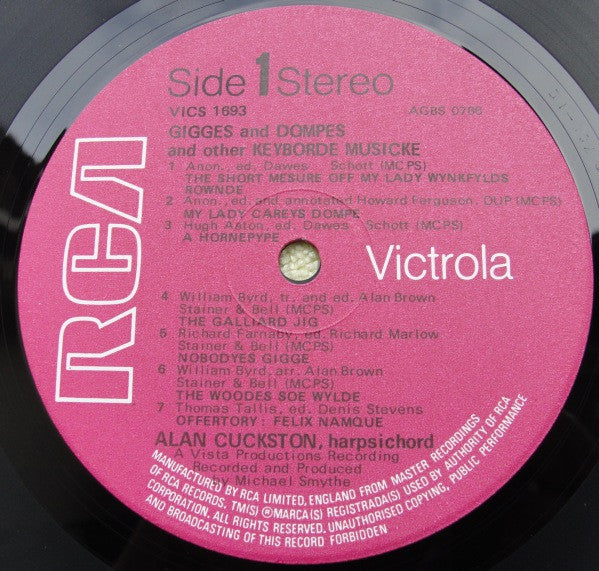 Side 1 Stereo
VICS 1693 AGBS 0766
GIGGES and DOMPES
and other KEYBORDE MUSICKE
1 Anon. ed. Dawes Schott (MCPS)
THE SHORT MESURE OFF MY LADY WYNKFYLDS
ROWNDE
2 Anon, ed. and annotated Howard Ferguson, OUP (MCPS)
MY LADY CAREYS DOMPE
3 Hugh Aston, ed. Dawes Schott (MCPS)
A HORNEPYPE
RCA
Victrola
4 William Byrd, tr. and ed. Alan Brown
Stainer & Bell (MCPS)
THE GALLIARD JIG
5 Richard Farnaby, ed. Richard Marlow
Stainer & Bell (MCPS)
NOBODYES GIGGE
6 William Byrd, arr. Alan Brown
Stainer & Bell (MCPS)
THE WOODES SOE WYLDE
7 Thomas Tallis, ed. Denis Stevens
OFFERTORY: FELIX NAMQUE
ALAN CUCKSTON, harpsichord
A Vista Productions Recording
Recorded and Produced
by Michael Smythe
MANUFACTURED BY RCA LIMITED, ENGLAND FROM MASTER RECORDINGS
OF RCA RECORDS. TM(S) ® MARCA(S) REGISTRADA(S) USED BY AUTHORITY OF RCA
CORPORATION. ALL RIGHTS RESERVED. UNAUTHORISED COPYING, PUBLIC PERFORMANCE
AND BROADCASTING OF THIS RECORD FORBIDDEN